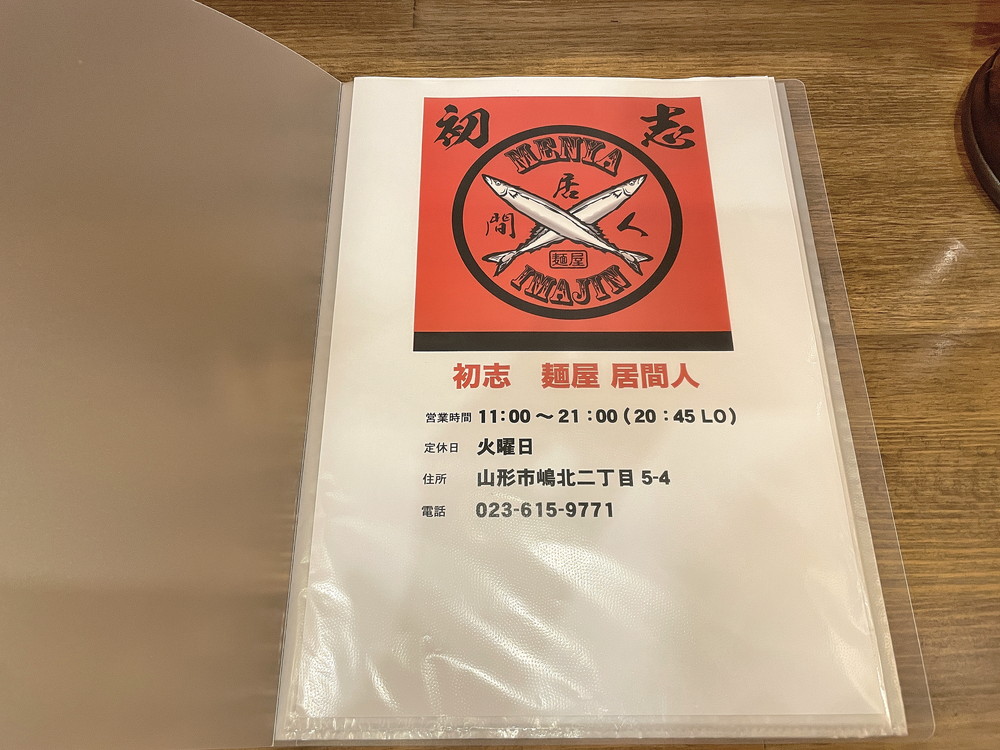 初 志
MENYA
居
間 人
麺屋
IMAJIN
初志 麺屋 居間人
営業時間 11:00 ～ 21:00 ( 20:45 LO )
定休日 火曜日
住所 山形市嶋北二丁目 5-4
電話 023-615-9771